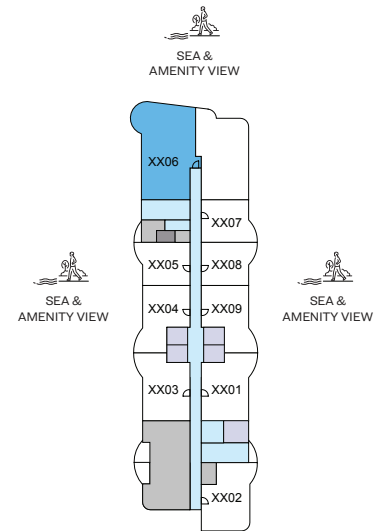 SEA &
AMENITY VIEW
XX06
XX07
XX05 XX08
SEA &
AMENITY VIEW
SEA &
AMENITY VIEW
XX04 XX09
XX03 XX01
XX02